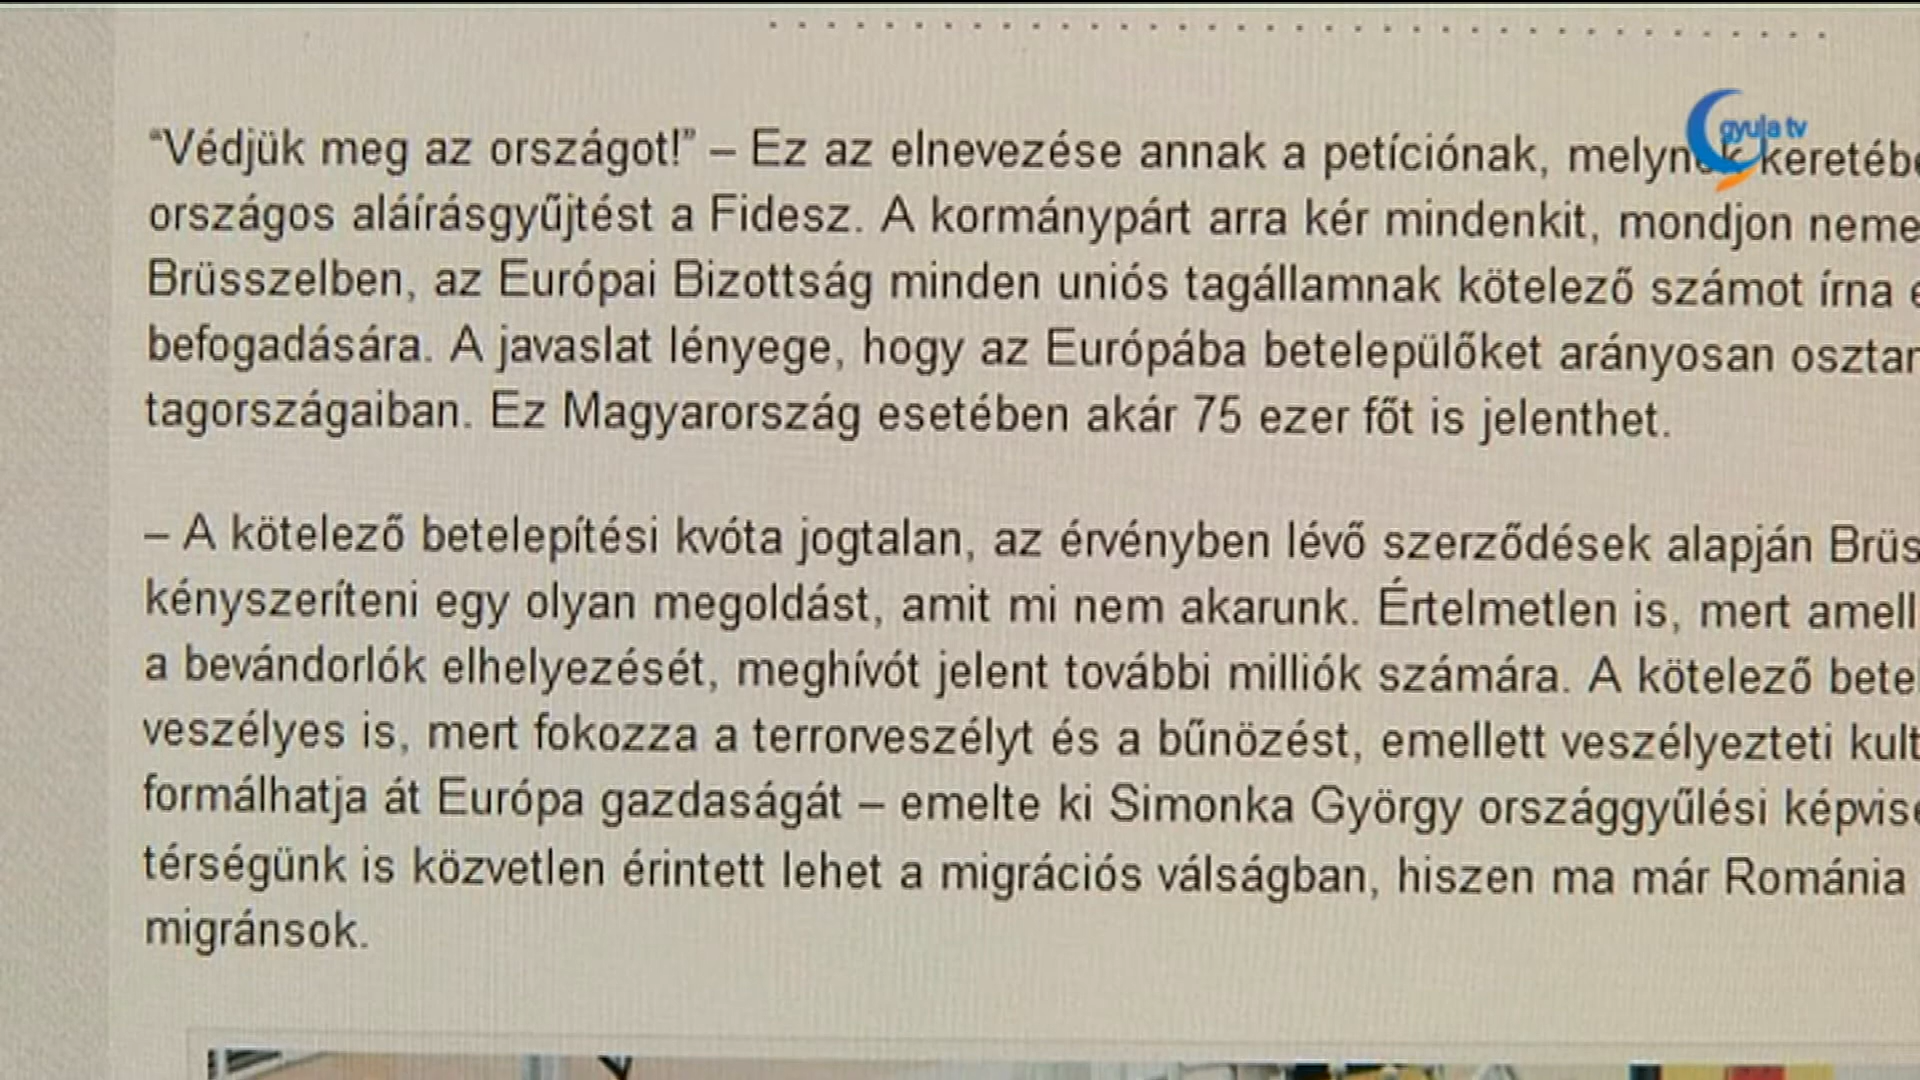 gyula tv
“Védjük meg az országot!” – Ez az elnevezése annak a petíciónak, melynek keretébe
országos aláírásgyűjtést a Fidesz. A kormánypárt arra kér mindenkit, mondjon neme
Brüsszelben, az Európai Bizottság minden uniós tagállamnak kötelező számot írna e
befogadására. A javaslat lényege, hogy az Európába betelepülőket arányosan osztan
tagországaiban. Ez Magyarország esetében akár 75 ezer főt is jelenthet.
– A kötelező betelepítési kvóta jogtalan, az érvényben lévő szerződések alapján Brüs
kényszeríteni egy olyan megoldást, amit mi nem akarunk. Értelmetlen is, mert amell
a bevándorlók elhelyezését, meghívót jelent további milliók számára. A kötelező bete
veszélyes is, mert fokozza a terrorveszélyt és a bűnözést, emellett veszélyezteti kult
formálhatja át Európa gazdaságát – emelte ki Simonka György országgyűlési képvise
térségünk is közvetlen érintett lehet a migrációs válságban, hiszen ma már Románia
migránsok.